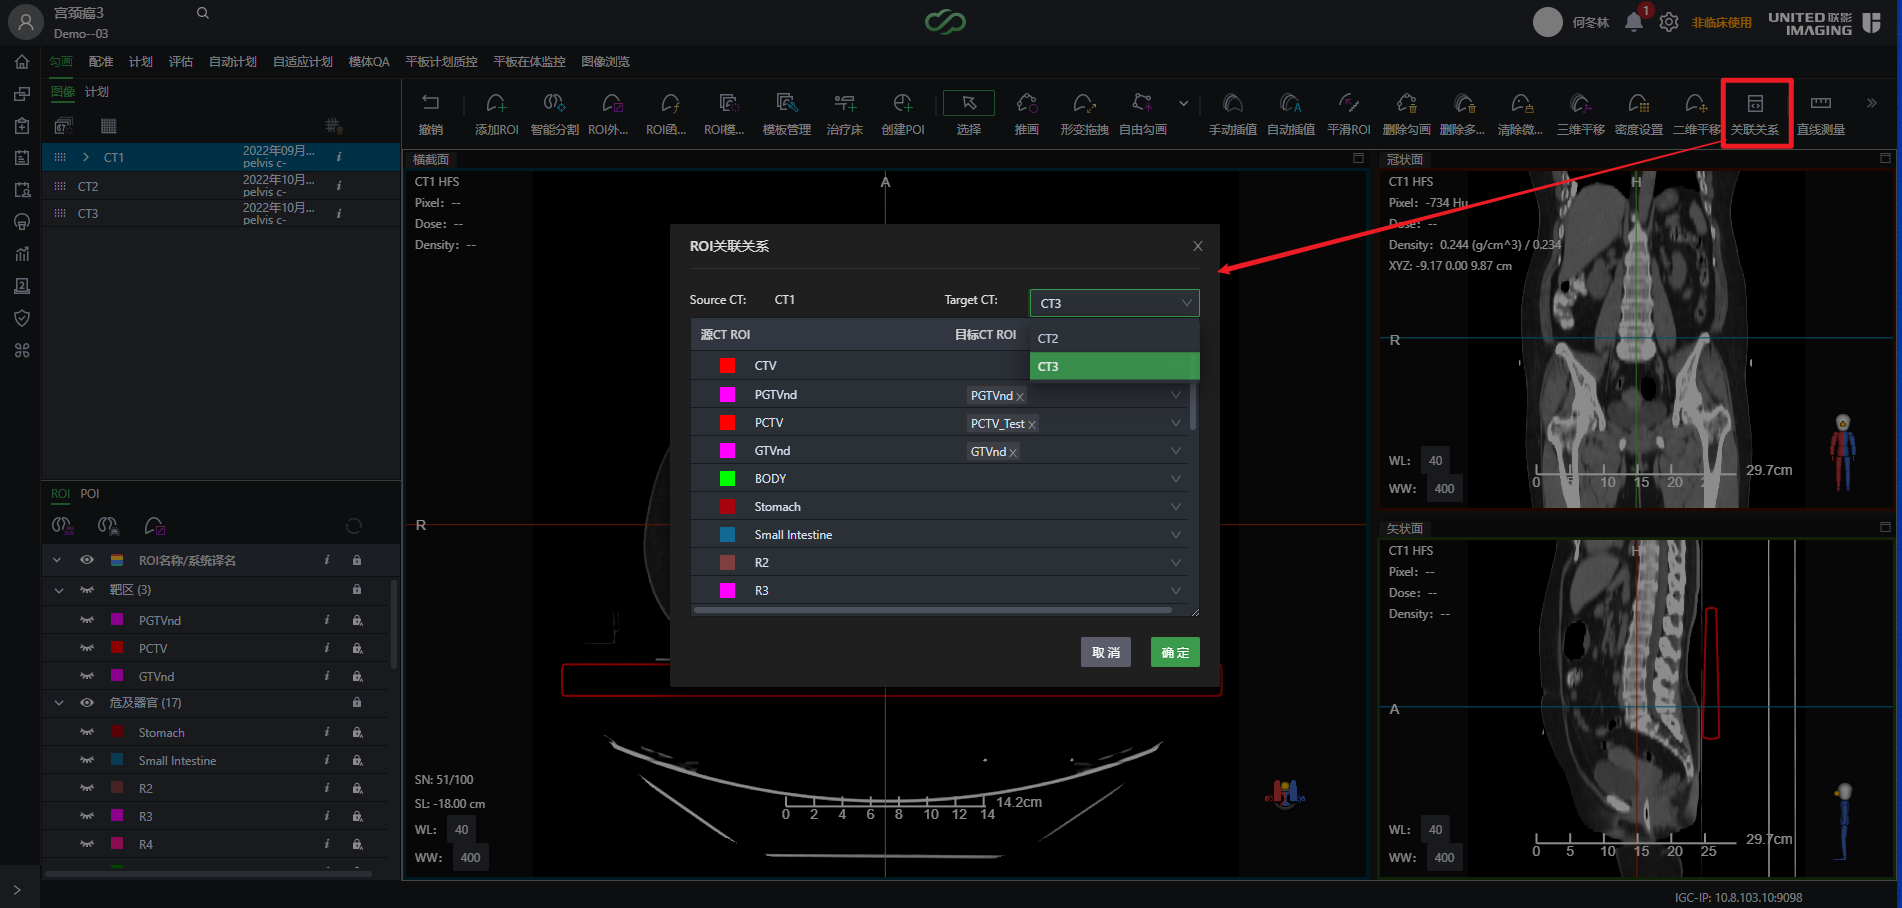 宫颈癌3
Demo--03
1
何冬林
非临床使用
UNITED 联影
IMAGING
勾画 配准 计划 评估 自动计划 自适应计划 模体QA 平板计划质控 平板在体监控 图像浏览
图像 计划
撤销 添加ROI 智能分割 ROI外... ROI函... ROI模... 模板管理 治疗床 创建POI 选择 推画 形变拖拽 自由勾画 手动插值 自动插值 平滑ROI 删除勾画 删除多... 清除微... 三维平移 密度设置 二维平移 关联关系 直线测量
CT1 2022年09月... pelvis c-
CT2 2022年10月... pelvis c-
CT3 2022年10月... pelvis c-
ROI POI
ROI名称/系统译名
靶区 (3)
PGTVnd
PCTV
GTVnd
危及器官 (17)
Stomach
Small Intestine
R2
R3
R4
横截面
CT1 HFS
Pixel: --
Dose: --
Density: --
A
R
SN: 51/100
SL: -18.00 cm
WL: 40
WW: 400
14.2cm
0 2 4 6 8 10 12 14
ROI关联关系
Source CT: CT1 Target CT: CT3
源CT ROI 目标CT ROI
CT2
CT3
CTV
PGTVnd PGTVnd
PCTV PCTV_Test
GTVnd GTVnd
BODY
Stomach
Small Intestine
R2
R3
取 消 确 定
冠状面
CT1 HFS
Pixel: -734 Hu
Dose: --
Density: 0.244 (g/cm^3) / 0.234
XYZ: -9.17 0.00 9.87 cm
H
R
WL: 40
WW: 400
29.7cm
0 5 10 15 20 25
矢状面
CT1 HFS
Pixel: --
Dose: --
Density: --
H
A
WL: 40
WW: 400
29.7cm
0 5 10 15 20 25
IGC-IP: 10.8.103.10:9098